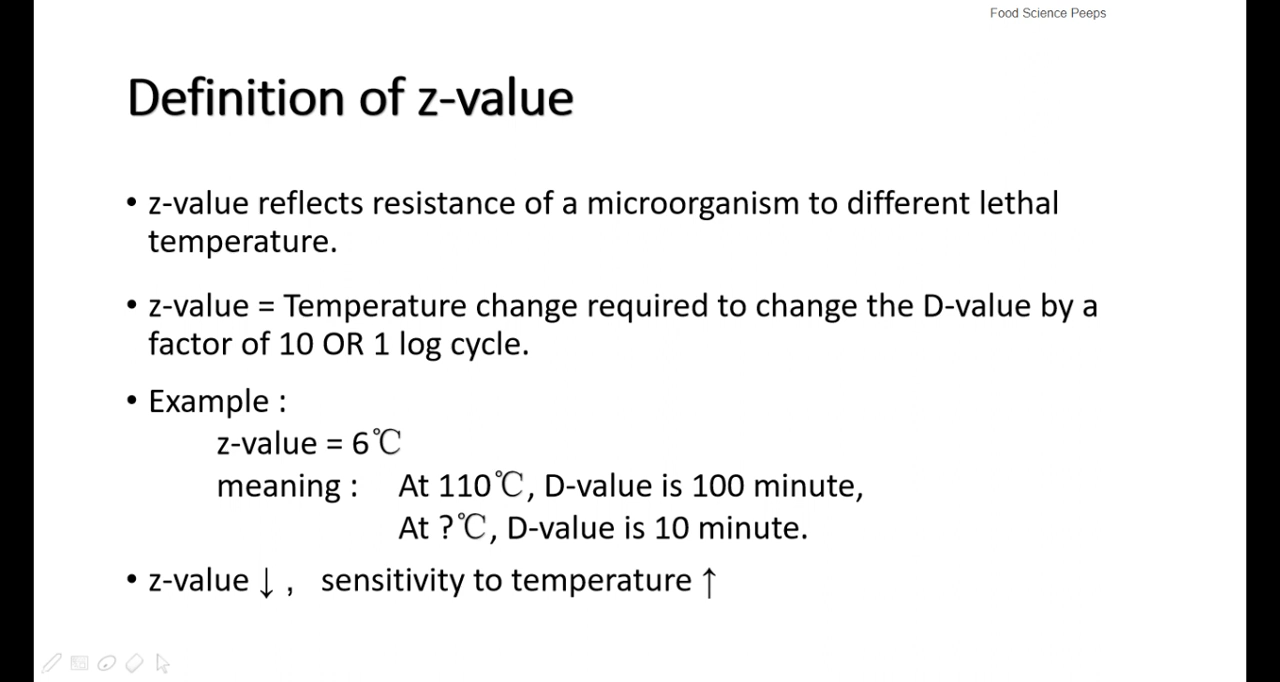 Food Science Peeps
Definition of z-value
• z-value reflects resistance of a microorganism to different lethal
temperature.
• z-value = Temperature change required to change the D-value by a
factor of 10 OR 1 log cycle.
• Example :
z-value = 6℃
meaning : At 110℃, D-value is 100 minute,
At ?℃, D-value is 10 minute.
• z-value ↓ , sensitivity to temperature ↑